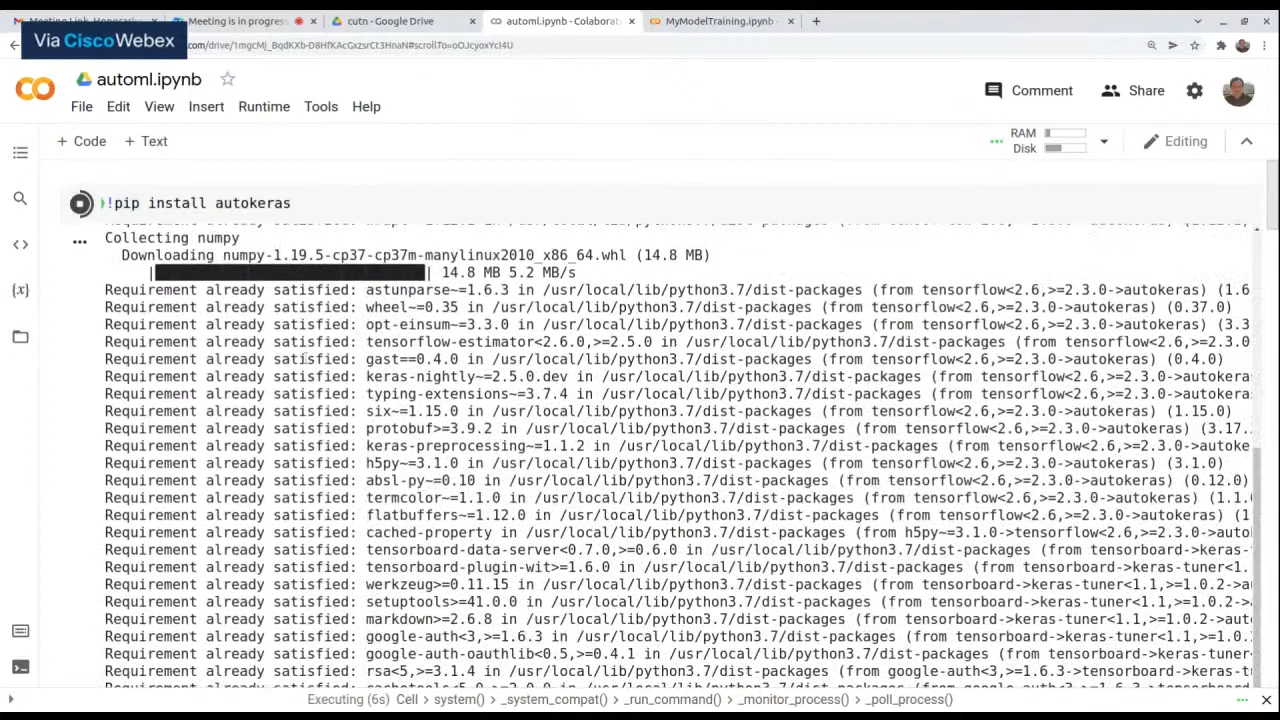 Meeting is in progress
cutn - Google Drive
automl.ipynb - Colaborat
MyModelTraining.ipynb
Via CiscoWebex
automl.ipynb
File Edit View Insert Runtime Tools Help
Comment
Share
+ Code + Text
RAM
Disk
Editing
!pip install autokeras
Collecting numpy
Downloading numpy-1.19.5-cp37-cp37m-manylinux2010_x86_64.whl (14.8 MB)
| | 14.8 MB 5.2 MB/s
Requirement already satisfied: astunparse~=1.6.3 in /usr/local/lib/python3.7/dist-packages (from tensorflow<2.6,>=2.3.0->autokeras) (1.6
Requirement already satisfied: wheel~=0.35 in /usr/local/lib/python3.7/dist-packages (from tensorflow<2.6,>=2.3.0->autokeras) (0.37.0)
Requirement already satisfied: opt-einsum~=3.3.0 in /usr/local/lib/python3.7/dist-packages (from tensorflow<2.6,>=2.3.0->autokeras) (3.3
Requirement already satisfied: tensorflow-estimator<2.6.0,>=2.5.0 in /usr/local/lib/python3.7/dist-packages (from tensorflow<2.6,>=2.3.0
Requirement already satisfied: gast==0.4.0 in /usr/local/lib/python3.7/dist-packages (from tensorflow<2.6,>=2.3.0->autokeras) (0.4.0)
Requirement already satisfied: keras-nightly~=2.5.0.dev in /usr/local/lib/python3.7/dist-packages (from tensorflow<2.6,>=2.3.0->autokeras
Requirement already satisfied: typing-extensions~=3.7.4 in /usr/local/lib/python3.7/dist-packages (from tensorflow<2.6,>=2.3.0->autokeras
Requirement already satisfied: six~=1.15.0 in /usr/local/lib/python3.7/dist-packages (from tensorflow<2.6,>=2.3.0->autokeras) (1.15.0)
Requirement already satisfied: protobuf>=3.9.2 in /usr/local/lib/python3.7/dist-packages (from tensorflow<2.6,>=2.3.0->autokeras) (3.17.
Requirement already satisfied: keras-preprocessing~=1.1.2 in /usr/local/lib/python3.7/dist-packages (from tensorflow<2.6,>=2.3.0->autoke
Requirement already satisfied: h5py~=3.1.0 in /usr/local/lib/python3.7/dist-packages (from tensorflow<2.6,>=2.3.0->autokeras) (3.1.0)
Requirement already satisfied: absl-py~=0.10 in /usr/local/lib/python3.7/dist-packages (from tensorflow<2.6,>=2.3.0->autokeras) (0.12.0)
Requirement already satisfied: termcolor~=1.1.0 in /usr/local/lib/python3.7/dist-packages (from tensorflow<2.6,>=2.3.0->autokeras) (1.1.
Requirement already satisfied: flatbuffers~=1.12.0 in /usr/local/lib/python3.7/dist-packages (from tensorflow<2.6,>=2.3.0->autokeras) (1
Requirement already satisfied: cached-property in /usr/local/lib/python3.7/dist-packages (from h5py~=3.1.0->tensorflow<2.6,>=2.3.0->autok
Requirement already satisfied: tensorboard-data-server<0.7.0,>=0.6.0 in /usr/local/lib/python3.7/dist-packages (from tensorboard->keras-
Requirement already satisfied: tensorboard-plugin-wit>=1.6.0 in /usr/local/lib/python3.7/dist-packages (from tensorboard->keras-tuner<1.
Requirement already satisfied: werkzeug>=0.11.15 in /usr/local/lib/python3.7/dist-packages (from tensorboard->keras-tuner<1.1,>=1.0.2->a
Requirement already satisfied: setuptools>=41.0.0 in /usr/local/lib/python3.7/dist-packages (from tensorboard->keras-tuner<1.1,>=1.0.2->
Requirement already satisfied: markdown>=2.6.8 in /usr/local/lib/python3.7/dist-packages (from tensorboard->keras-tuner<1.1,>=1.0.2->auto
Requirement already satisfied: google-auth<3,>=1.6.3 in /usr/local/lib/python3.7/dist-packages (from tensorboard->keras-tuner<1.1,>=1.0.
Requirement already satisfied: google-auth-oauthlib<0.5,>=0.4.1 in /usr/local/lib/python3.7/dist-packages (from tensorboard->keras-tuner
Requirement already satisfied: rsa<5,>=3.1.4 in /usr/local/lib/python3.7/dist-packages (from google-auth<3,>=1.6.3->tensorboard->keras-t
Executing (6s) Cell > system() > _system_compat() > _run_command() > _monitor_process() > _poll_process()